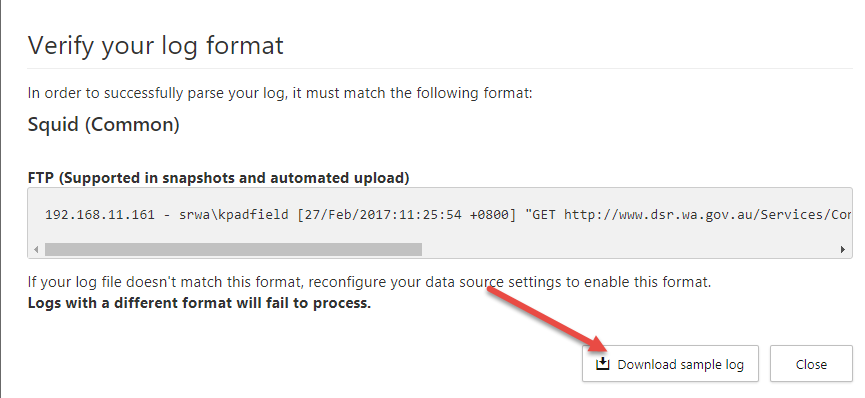 Verify your log format
In order to successfully parse your log, it must match the following format:
Squid (Common)
FTP (Supported in snapshots and automated upload)
192.168.11.161 - srwa\kpadfield [27/Feb/2017:11:25:54 +0800] "GET http://www.dsr.wa.gov.au/Services/Cor
If your log file doesn't match this format, reconfigure your data source settings to enable this format.
Logs with a different format will fail to process.
Download sample log
Close